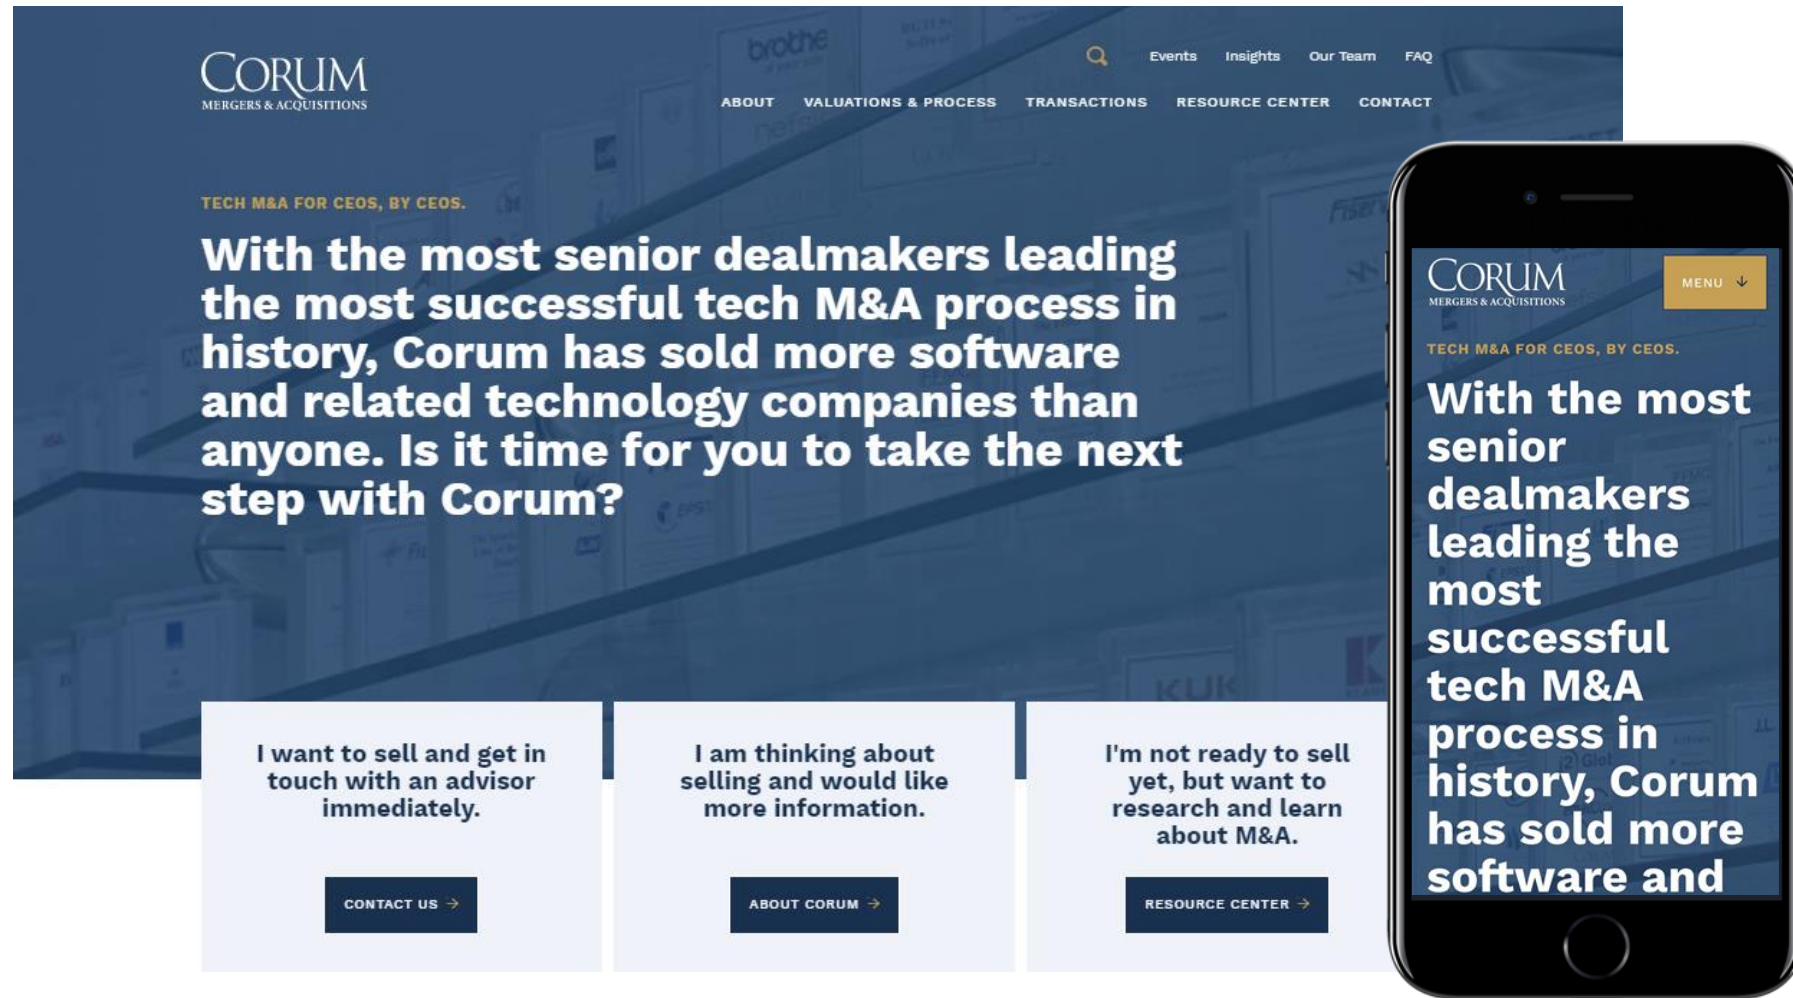 CORUM
MERGERS & ACQUISITIONS
Events Insights Our Team FAQ
ABOUT VALUATIONS & PROCESS TRANSACTIONS RESOURCE CENTER CONTACT
brothe
Fiserv
TECH M&A FOR CEOS, BY CEOS.
With the most senior dealmakers leading
the most successful tech M&A process in
history, Corum has sold more software
and related technology companies than
anyone. Is it time for you to take the next
step with Corum?
KUK
I want to sell and get in
touch with an advisor
immediately.
CONTACT US →
I am thinking about
selling and would like
more information.
ABOUT CORUM →
I'm not ready to sell
yet, but want to
research and learn
about M&A.
RESOURCE CENTER →
CORUM
MERGERS & ACQUISITIONS
MENU ↓
TECH M&A FOR CEOS, BY CEOS.
With the most
senior
dealmakers
leading the
most
successful
tech M&A
process in
history, Corum
has sold more
software and